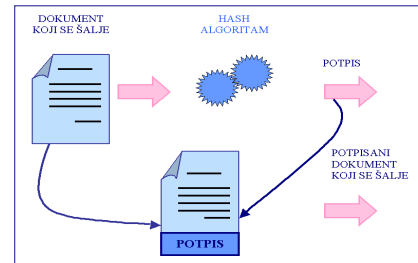 DOKUMENT
KOJI SE ŠALJE
HASH
ALGORITAM
POTPIS
POTPISANI
DOKUMENT
KOJI SE ŠALJE
POTPIS